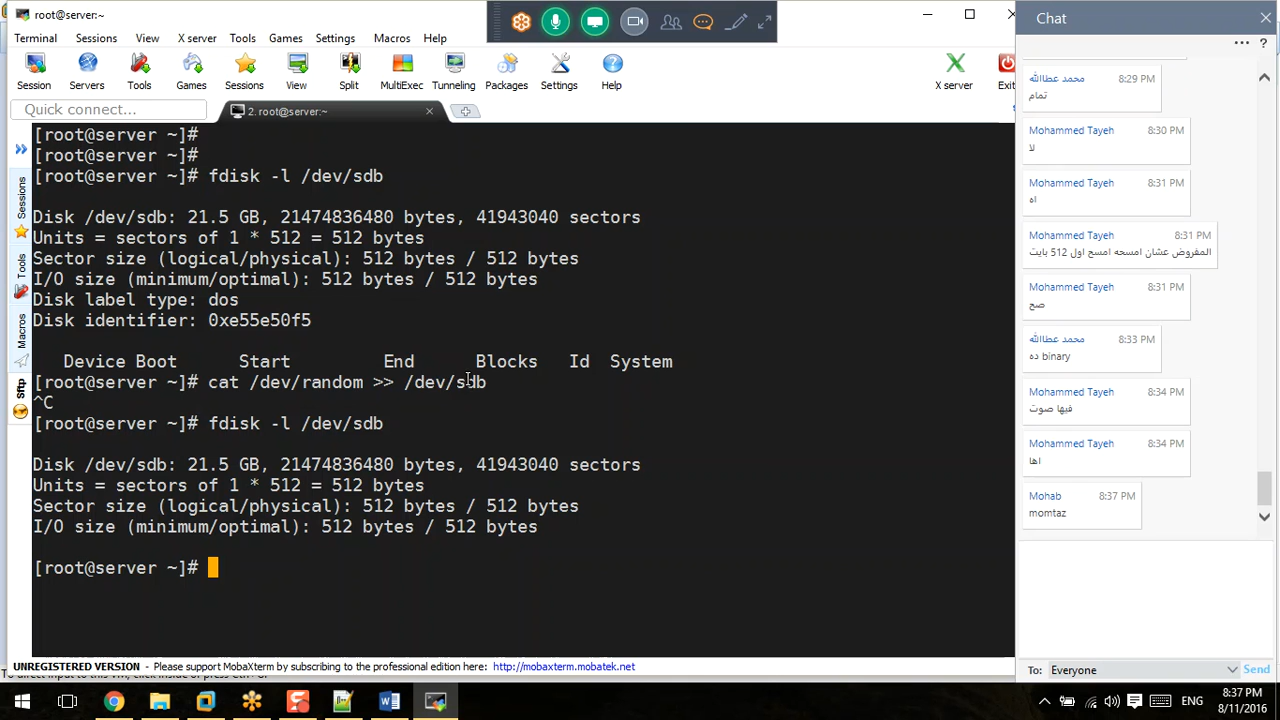 root@server:~
Terminal Sessions View X server Tools Games Settings Macros Help
Session Servers Tools Games Sessions View Split MultiExec Tunneling Packages Settings Help X server Exit
Quick connect...
2. root@server:~
[root@server ~]#
[root@server ~]#
[root@server ~]# fdisk -l /dev/sdb
Disk /dev/sdb: 21.5 GB, 21474836480 bytes, 41943040 sectors
Units = sectors of 1 * 512 = 512 bytes
Sector size (logical/physical): 512 bytes / 512 bytes
I/O size (minimum/optimal): 512 bytes / 512 bytes
Disk label type: dos
Disk identifier: 0xe55e50f5
Device Boot Start End Blocks Id System
[root@server ~]# cat /dev/random >> /dev/sdb
^C
[root@server ~]# fdisk -l /dev/sdb
Disk /dev/sdb: 21.5 GB, 21474836480 bytes, 41943040 sectors
Units = sectors of 1 * 512 = 512 bytes
Sector size (logical/physical): 512 bytes / 512 bytes
I/O size (minimum/optimal): 512 bytes / 512 bytes
[root@server ~]#
Sessions
Tools
Macros
Sftp
UNREGISTERED VERSION - Please support MobaXterm by subscribing to the professional edition here: http://mobaxterm.mobatek.net
Chat
محمد عطاالله 8:29 PM
تمام
Mohammed Tayeh 8:30 PM
لا
Mohammed Tayeh 8:31 PM
اه
Mohammed Tayeh 8:31 PM
المفروض عشان امسحه امسح اول 512 بايت
Mohammed Tayeh 8:31 PM
صح
محمد عطاالله 8:33 PM
ده binary
Mohammed Tayeh 8:34 PM
فيها صوت
Mohammed Tayeh 8:34 PM
اها
Mohab 8:37 PM
momtaz
To: Everyone Send
ENG
8:37 PM
8/11/2016